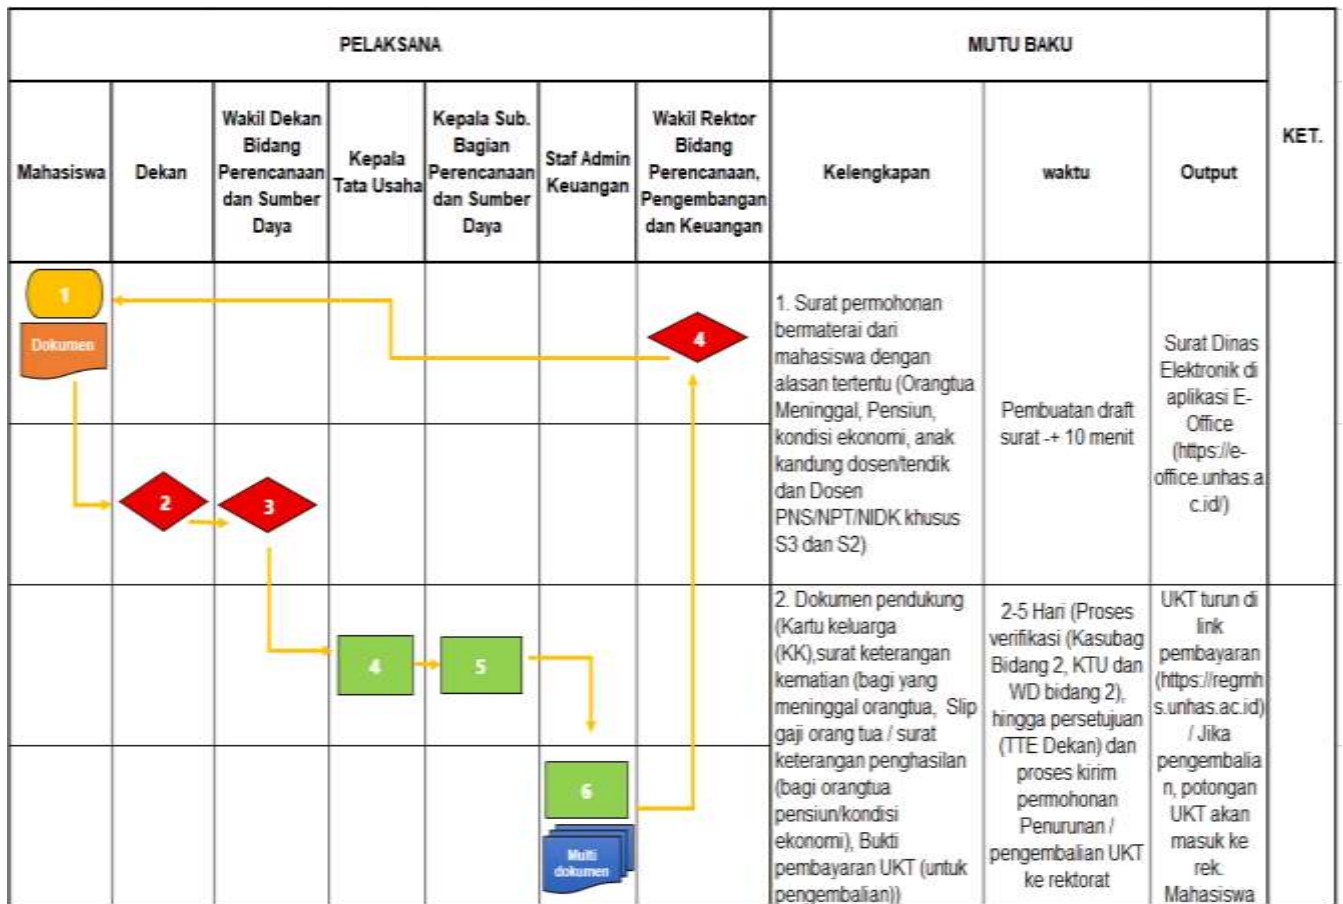 PELAKSANA
MUTU BAKU
KET.
Mahasiswa
Dekan
Wakil Dekan
Bidang
Perencanaan
dan Sumber
Daya
Kepala
Tata Usaha
Kepala Sub.
Bagian
Perencanaan
dan Sumber
Daya
Staf Admin
Keuangan
Wakil Rektor
Bidang
Perencanaan,
Pengembangan
dan Keuangan
Kelengkapan
waktu
Output
1
Dokumen
4
2
3
4
5
6
Multi
dokumen
1. Surat permohonan
bermaterai dari
mahasiswa dengan
alasan tertentu (Orangtua
Meninggal, Pensiun,
kondisi ekonomi, anak
kandung dosen/tendik
dan Dosen
PNS/NPT/NIDK khusus
S3 dan S2)
Pembuatan draft
surat -+ 10 menit
Surat Dinas
Elektronik di
aplikasi E-
Office
(https://e-
office.unhas.a
c.id/)
2. Dokumen pendukung
(Kartu keluarga
(KK),surat keterangan
kematian (bagi yang
meninggal orangtua, Slip
gaji orang tua / surat
keterangan penghasilan
(bagi orangtua
pensiun/kondisi
ekonomi), Bukti
pembayaran UKT (untuk
pengembalian))
2-5 Hari (Proses
verifikasi (Kasubag
Bidang 2, KTU dan
WD bidang 2),
hingga persetujuan
(TTE Dekan) dan
proses kirim
permohonan
Penurunan /
pengembalian UKT
ke rektorat
UKT turun di
link
pembayaran
(https://regmh
s.unhas.ac.id)
/ Jika
pengembalia
n, potongan
UKT akan
masuk ke
rek.
Mahasiswa